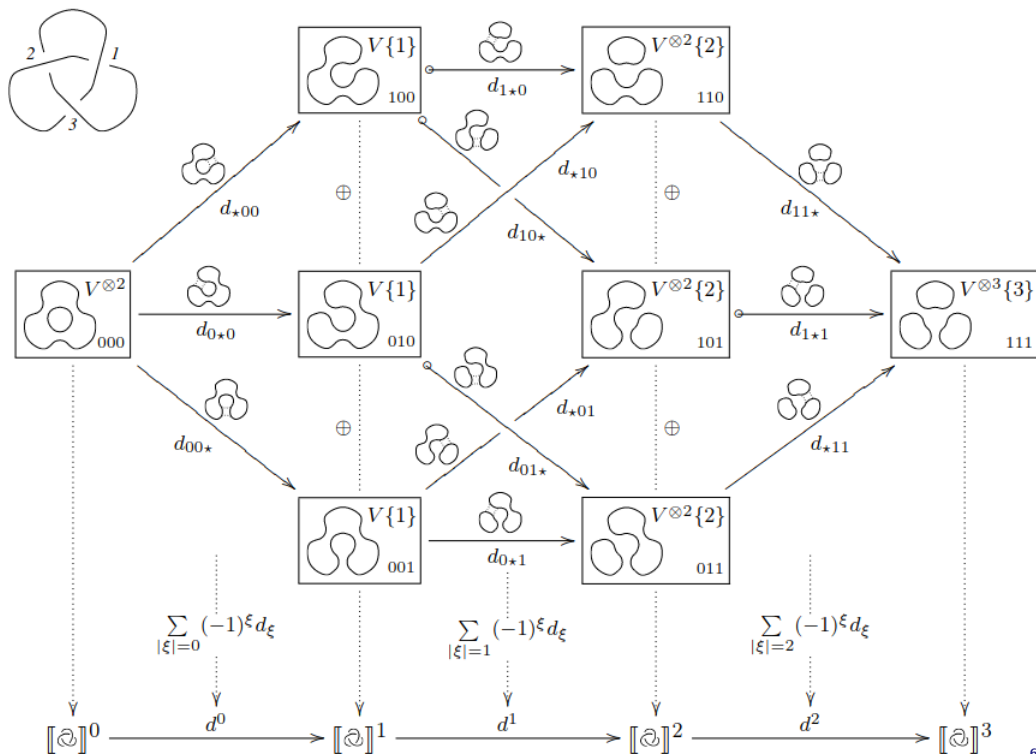 2 1
3
V{1}
100
d_{1⋆0}
V^{⊗2}{2}
110
d_{⋆00}
⊕
d_{⋆10}
d_{10⋆}
⊕
d_{11⋆}
V^{⊗2}
000
d_{0⋆0}
V{1}
010
V^{⊗2}{2}
101
d_{1⋆1}
V^{⊗3}{3}
111
d_{00⋆}
⊕
d_{⋆01}
d_{01⋆}
⊕
d_{⋆11}
V{1}
001
d_{0⋆1}
V^{⊗2}{2}
011
∑_{|ξ|=0} (-1)^ξ d_ξ
∑_{|ξ|=1} (-1)^ξ d_ξ
∑_{|ξ|=2} (-1)^ξ d_ξ
⟦ ⟧^0 d^0 ⟦ ⟧^1 d^1 ⟦ ⟧^2 d^2 ⟦ ⟧^3